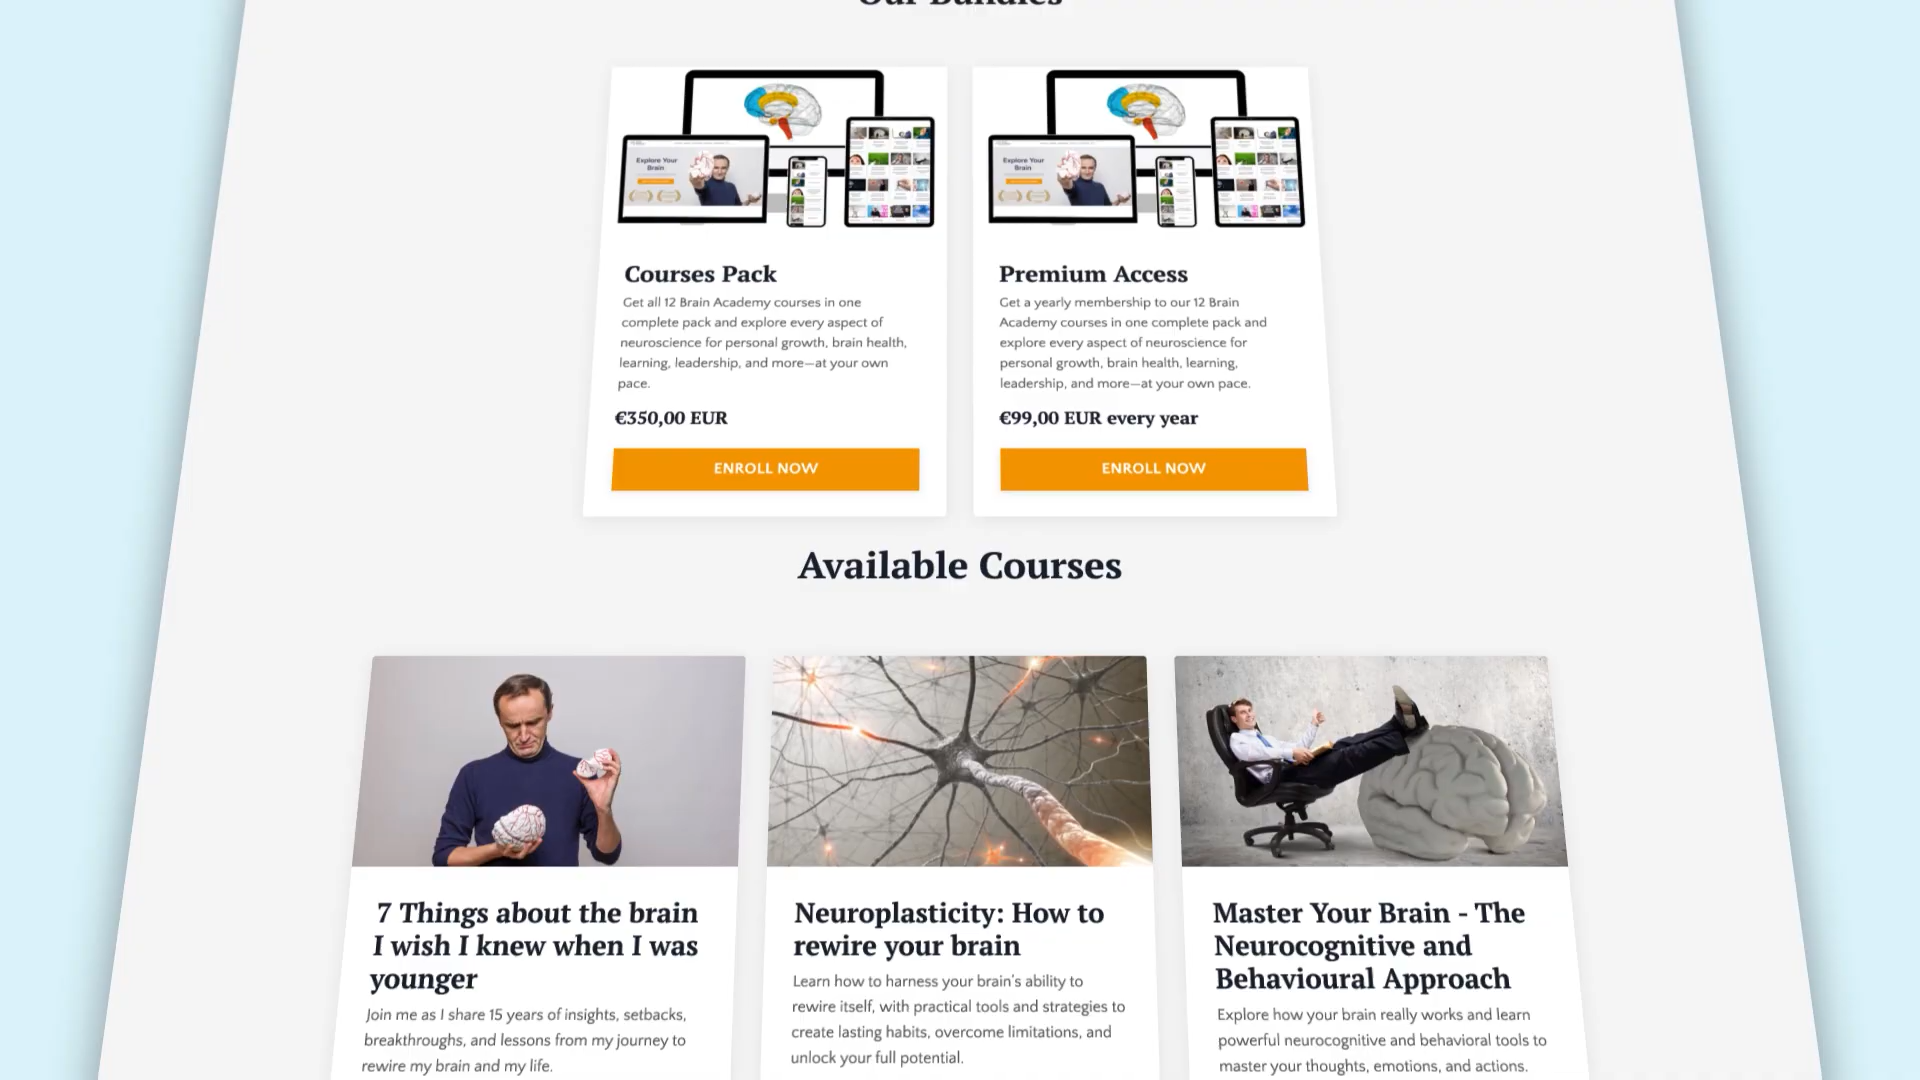 Our Bundles
Explore Your
Brain
Explore Your
Brain
Courses Pack
Get all 12 Brain Academy courses in one
complete pack and explore every aspect of
neuroscience for personal growth, brain health,
learning, leadership, and more—at your own
pace.
€350,00 EUR
ENROLL NOW
Premium Access
Get a yearly membership to our 12 Brain
Academy courses in one complete pack and
explore every aspect of neuroscience for
personal growth, brain health, learning,
leadership, and more—at your own pace.
€99,00 EUR every year
ENROLL NOW
Available Courses
7 Things about the brain
I wish I knew when I was
younger
Join me as I share 15 years of insights, setbacks,
breakthroughs, and lessons from my journey to
rewire my brain and my life.
Neuroplasticity: How to
rewire your brain
Learn how to harness your brain's ability to
rewire itself, with practical tools and strategies to
create lasting habits, overcome limitations, and
unlock your full potential.
Master Your Brain - The
Neurocognitive and
Behavioural Approach
Explore how your brain really works and learn
powerful neurocognitive and behavioral tools to
master your thoughts, emotions, and actions.